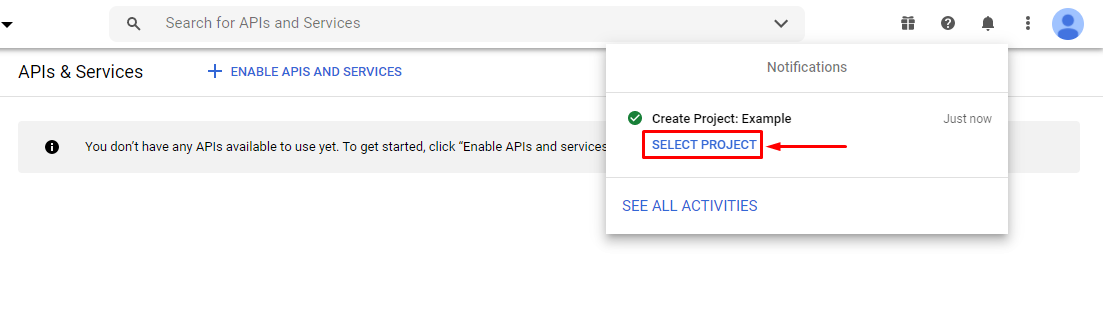 Search for APIs and Services
APIs & Services
ENABLE APIS AND SERVICES
You don’t have any APIs available to use yet. To get started, click “Enable APIs and services
Notifications
Create Project: Example
Just now
SELECT PROJECT
SEE ALL ACTIVITIES